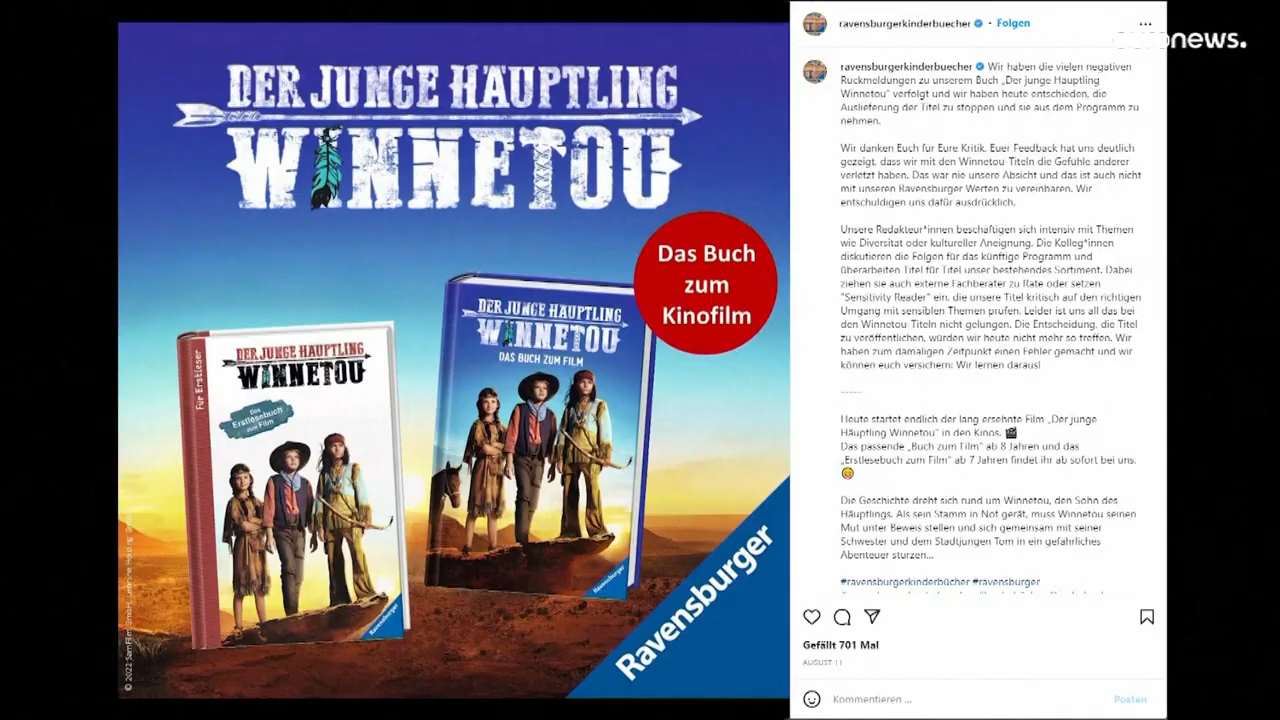 DER JUNGE HÄUPTLING
WINNETOU
Das Buch
zum
Kinofilm
Für Erstleser
DER JUNGE HÄUPTLING
WINNETOU
Das
Erstlesebuch
zum Film
Ravensburger
DER JUNGE HÄUPTLING
WINNETOU
DAS BUCH ZUM FILM
Ravensburger
Ravensburger
© 2022 SamFilm GmbH,
euronews.
ravensburgerkinderbuecher • Folgen
ravensburgerkinderbuecher Wir haben die vielen negativen
Rückmeldungen zu unserem Buch „Der junge Häuptling
Winnetou“ verfolgt und wir haben heute entschieden, die
Auslieferung der Titel zu stoppen und sie aus dem Programm zu
nehmen.
Wir danken Euch für Eure Kritik. Euer Feedback hat uns deutlich
gezeigt, dass wir mit den Winnetou-Titeln die Gefühle anderer
verletzt haben. Das war nie unsere Absicht und das ist auch nicht
mit unseren Ravensburger Werten zu vereinbaren. Wir
entschuldigen uns dafür ausdrücklich.
Unsere Redakteur*innen beschäftigen sich intensiv mit Themen
wie Diversität oder kultureller Aneignung. Die Kolleg*innen
diskutieren die Folgen für das künftige Programm und
überarbeiten Titel für Titel unser bestehendes Sortiment. Dabei
ziehen sie auch externe Fachberater zu Rate oder setzen
"Sensitivity Reader" ein, die unsere Titel kritisch auf den richtigen
Umgang mit sensiblen Themen prüfen. Leider ist uns all das bei
den Winnetou-Titeln nicht gelungen. Die Entscheidung, die Titel
zu veröffentlichen, würden wir heute nicht mehr so treffen. Wir
haben zum damaligen Zeitpunkt einen Fehler gemacht und wir
können euch versichern: Wir lernen daraus!
-----
Heute startet endlich der lang ersehnte Film „Der junge
Häuptling Winnetou“ in den Kinos. 🎬
Das passende „Buch zum Film“ ab 8 Jahren und das
„Erstlesebuch zum Film“ ab 7 Jahren findet ihr ab sofort bei uns.
Die Geschichte dreht sich rund um Winnetou, den Sohn des
Häuptlings. Als sein Stamm in Not gerät, muss Winnetou seinen
Mut unter Beweis stellen und sich gemeinsam mit seiner
Schwester und dem Stadtjungen Tom in ein gefährliches
Abenteuer stürzen...
#ravensburgerkinderbücher #ravensburger
Gefällt 701 Mal
AUGUST 11
Kommentieren ...
Posten